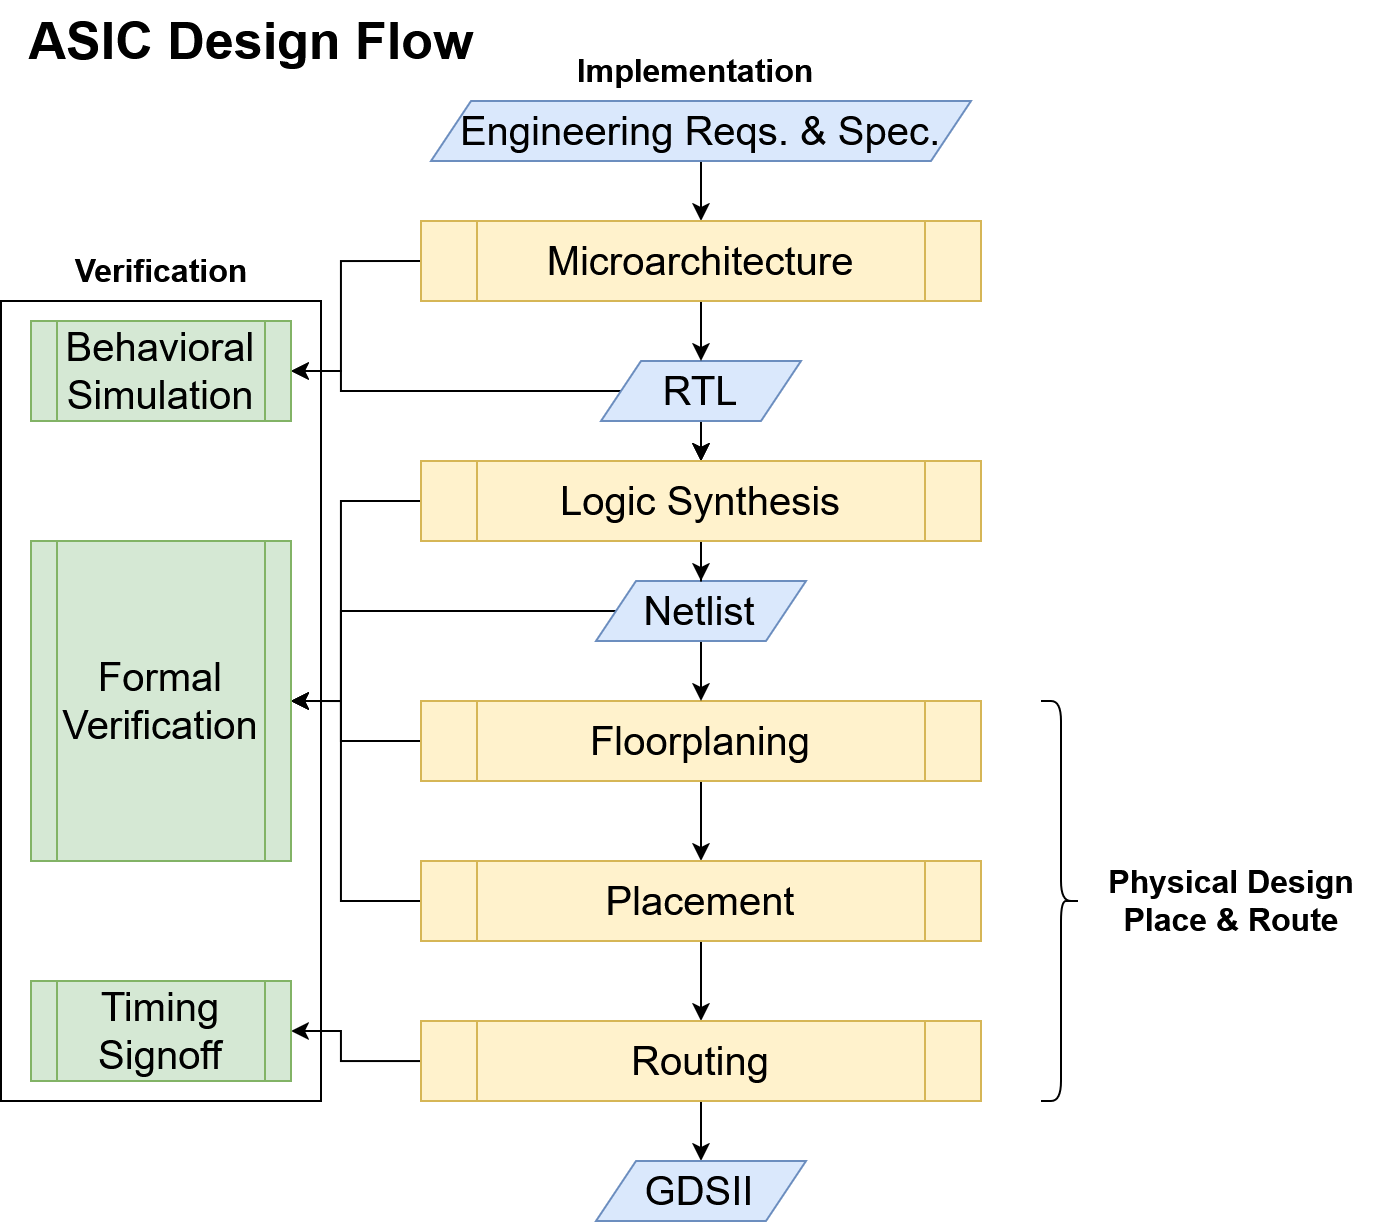 ASIC Design Flow
Implementation
Engineering Reqs. & Spec.
Microarchitecture
Verification
Behavioral
Simulation
RTL
Logic Synthesis
Netlist
Formal
Verification
Floorplaning
Placement
Physical Design
Place & Route
Timing
Signoff
Routing
GDSII